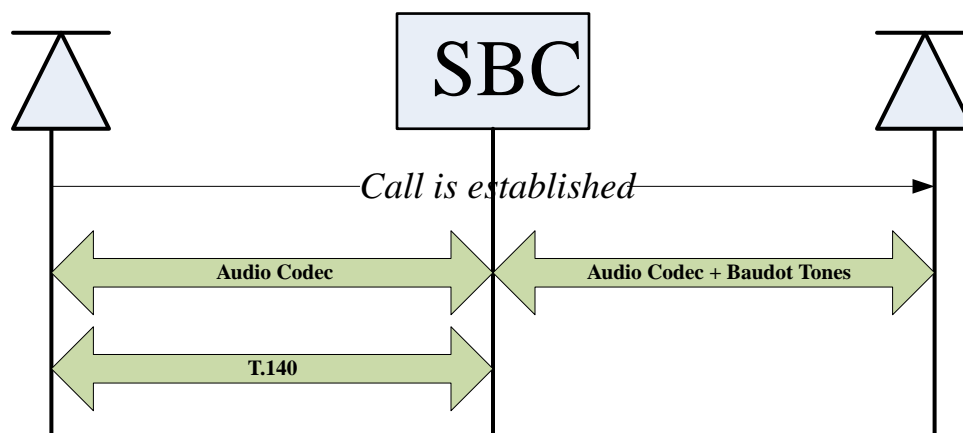 SBC
Call is established
Audio Codec
Audio Codec + Baudot Tones
T.140